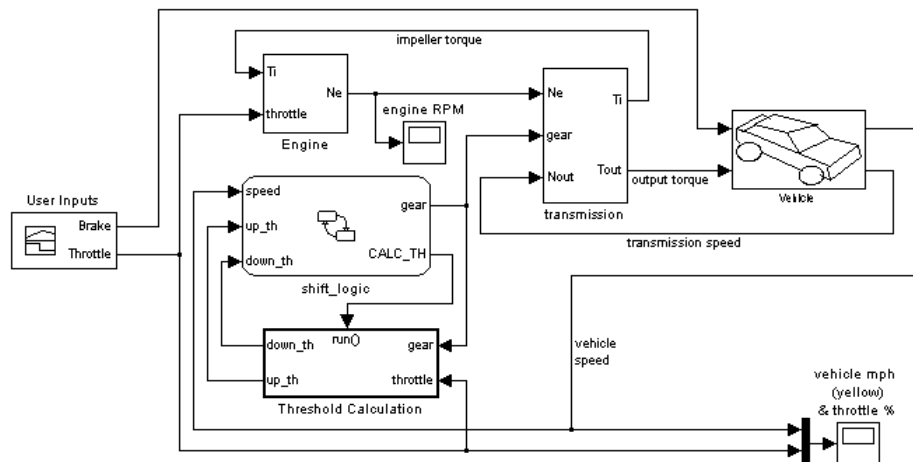 impeller torque
Ti
Ne
throttle
Engine
engine RPM
Ne
Ti
gear
Nout
Tout
transmission
output torque
Vehicle
transmission speed
User Inputs
Brake
Throttle
speed
gear
up_th
CALC_TH
down_th
shift_logic
run()
down_th
gear
up_th
throttle
Threshold Calculation
vehicle
speed
vehicle mph
(yellow)
& throttle %